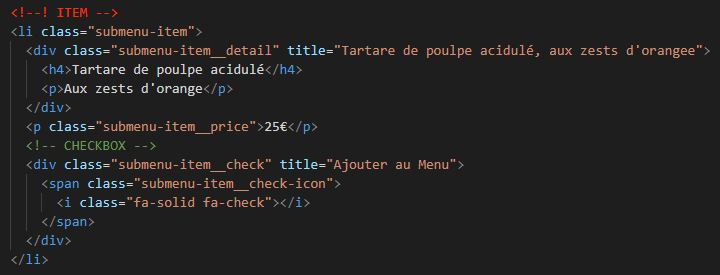 <!--! ITEM -->
<li class="submenu-item">
<div class="submenu-item__detail" title="Tartare de poulpe acidulé, aux zests d'orangee">
<h4>Tartare de poulpe acidulé</h4>
<p>Aux zests d'orange</p>
</div>
<p class="submenu-item__price">25€</p>
<!-- CHECKBOX -->
<div class="submenu-item__check" title="Ajouter au Menu">
<span class="submenu-item__check-icon">
<i class="fa-solid fa-check"></i>
</span>
</div>
</li>